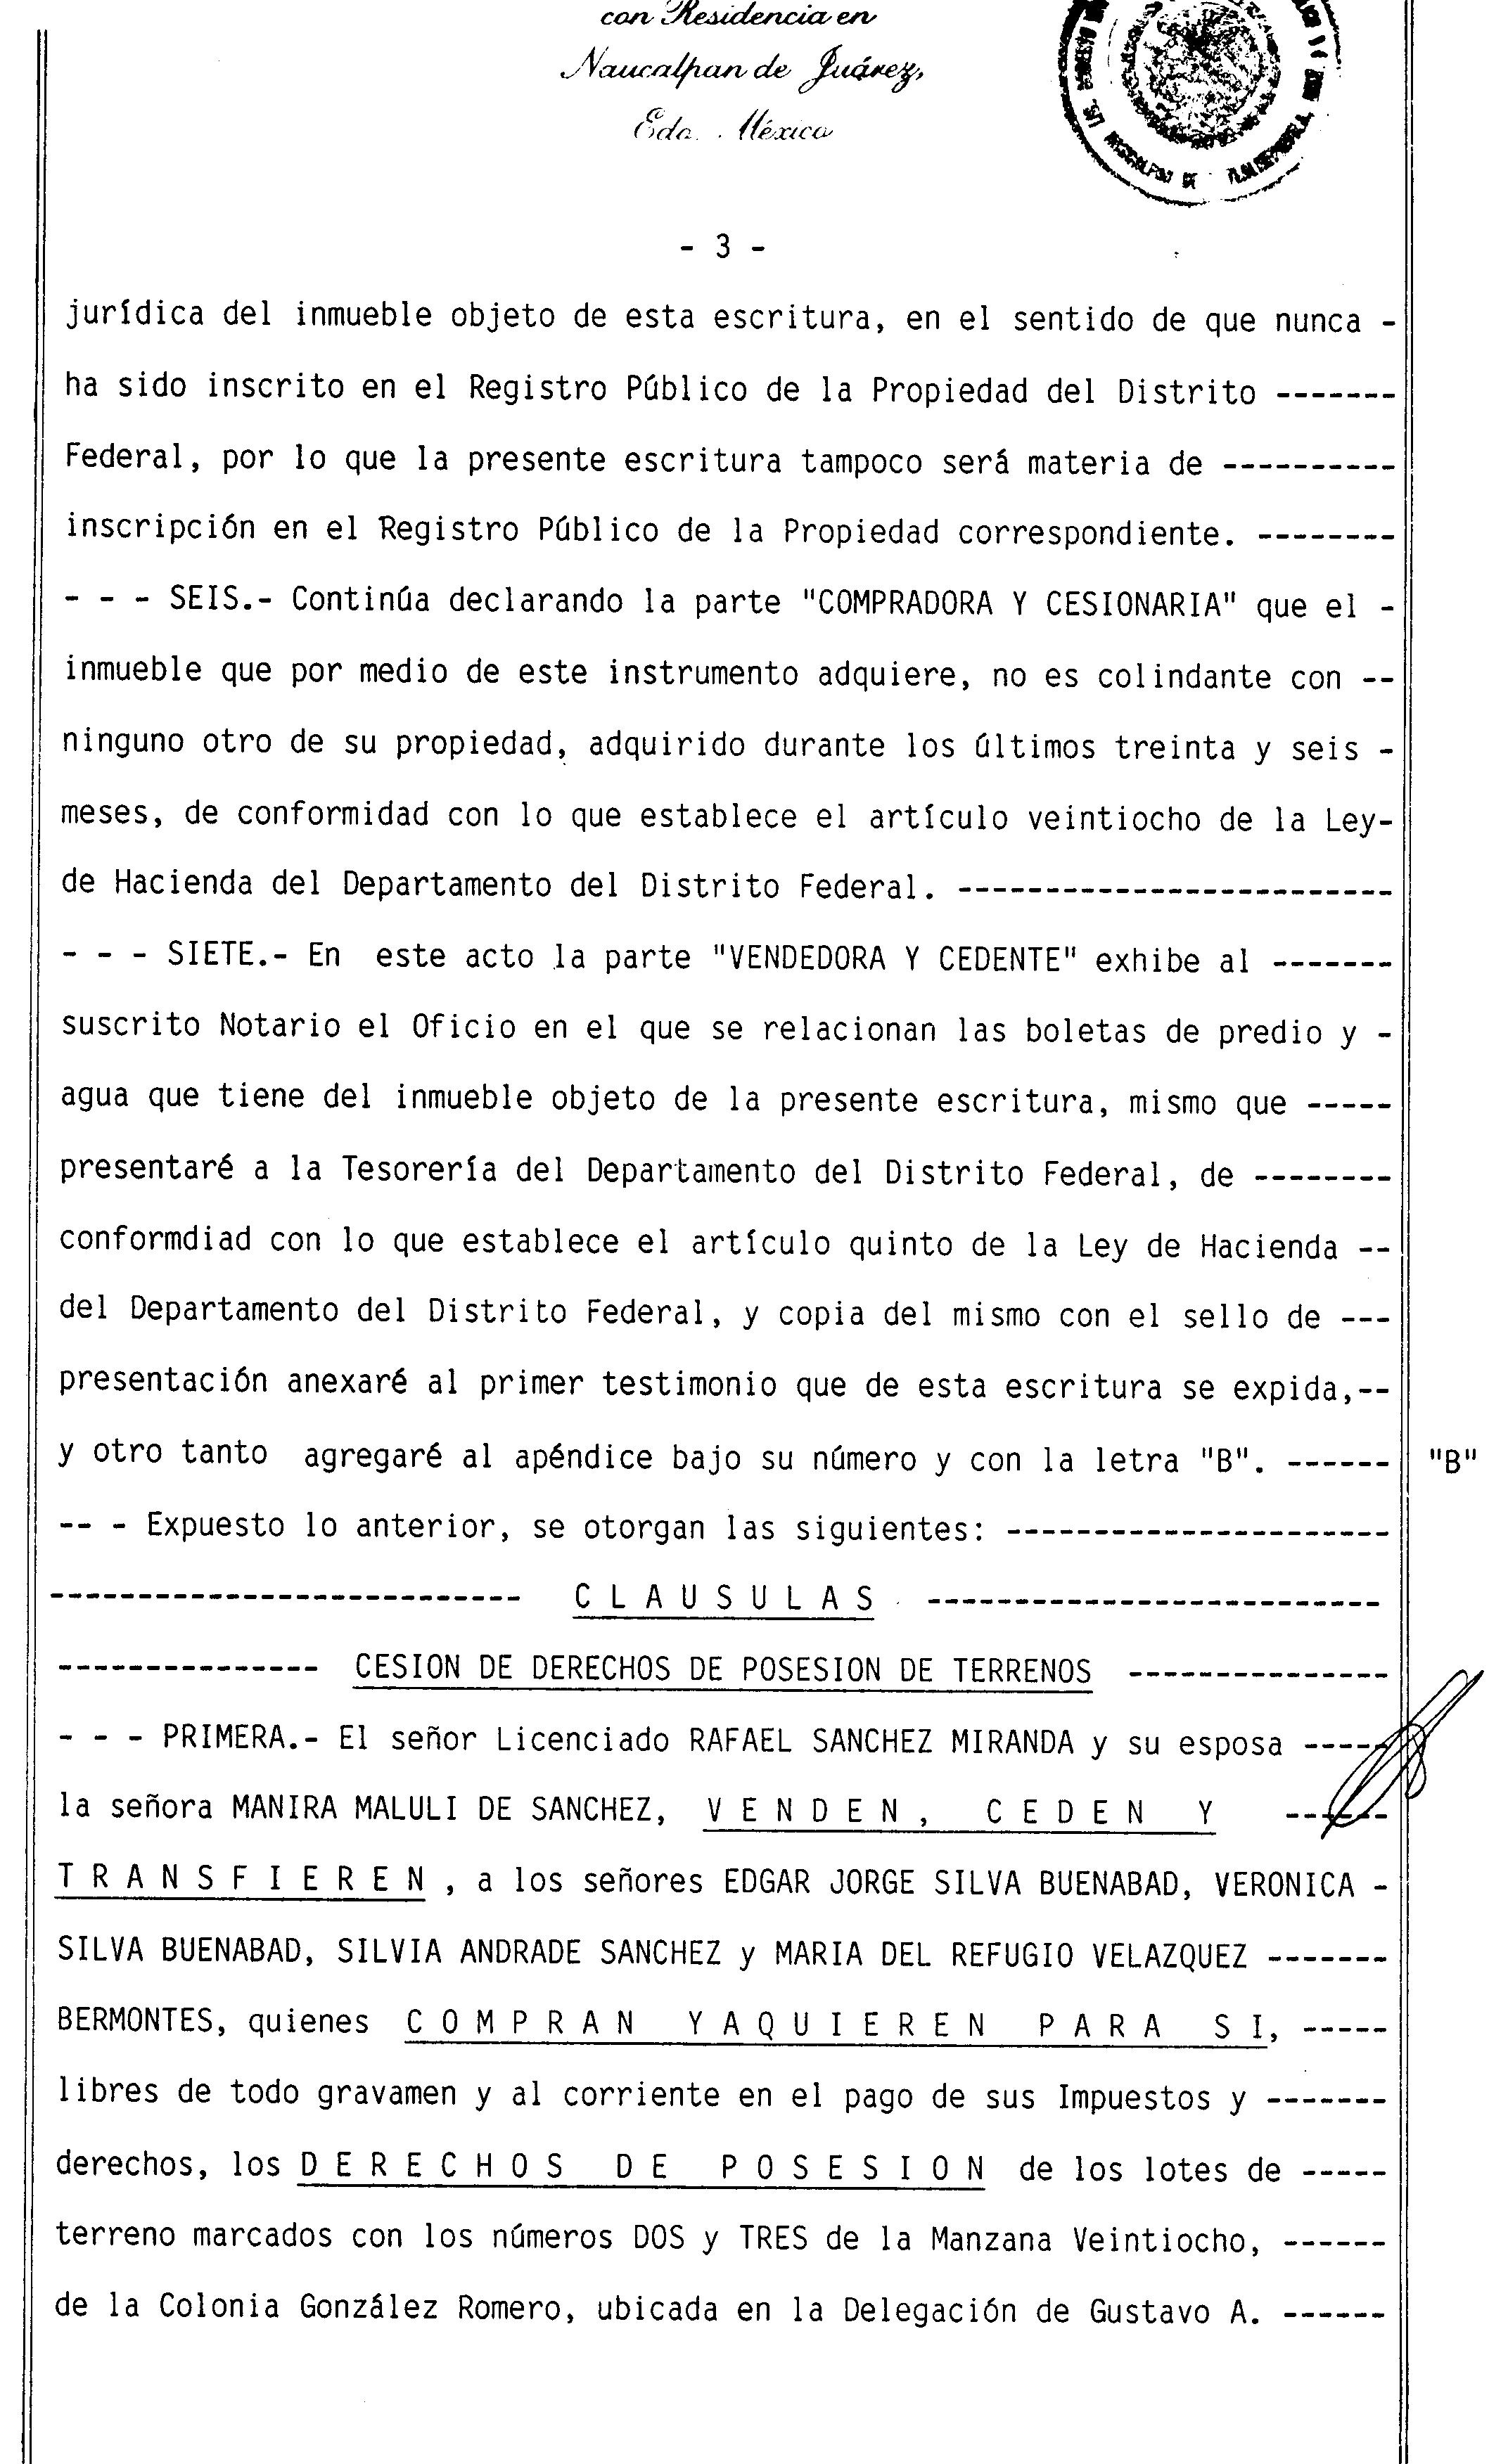 con Residencia en
Naucalpan de Juárez,
Edo. México
- 3 -
jurídica del inmueble objeto de esta escritura, en el sentido de que nunca -
ha sido inscrito en el Registro Público de la Propiedad del Distrito -------
Federal, por lo que la presente escritura tampoco será materia de ----------
inscripción en el Registro Público de la Propiedad correspondiente. --------
- - - SEIS.- Continúa declarando la parte "COMPRADORA Y CESIONARIA" que el -
inmueble que por medio de este instrumento adquiere, no es colindante con --
ninguno otro de su propiedad, adquirido durante los últimos treinta y seis -
meses, de conformidad con lo que establece el artículo veintiocho de la Ley-
de Hacienda del Departamento del Distrito Federal. -------------------------
- - - SIETE.- En este acto la parte "VENDEDORA Y CEDENTE" exhibe al -------
suscrito Notario el Oficio en el que se relacionan las boletas de predio y -
agua que tiene del inmueble objeto de la presente escritura, mismo que -----
presentaré a la Tesorería del Departamento del Distrito Federal, de --------
conformdiad con lo que establece el artículo quinto de la Ley de Hacienda --
del Departamento del Distrito Federal, y copia del mismo con el sello de ---
presentación anexaré al primer testimonio que de esta escritura se expida,--
y otro tanto agregaré al apéndice bajo su número y con la letra "B". ------ "B"
-- - Expuesto lo anterior, se otorgan las siguientes: ----------------------
--------------------------- C L A U S U L A S --------------------------
--------------- CESION DE DERECHOS DE POSESION DE TERRENOS ---------------
- - - PRIMERA.- El señor Licenciado RAFAEL SANCHEZ MIRANDA y su esposa -----
la señora MANIRA MALULI DE SANCHEZ, V E N D E N , C E D E N Y ------
T R A N S F I E R E N , a los señores EDGAR JORGE SILVA BUENABAD, VERONICA -
SILVA BUENABAD, SILVIA ANDRADE SANCHEZ y MARIA DEL REFUGIO VELAZQUEZ -------
BERMONTES, quienes C O M P R A N Y A Q U I E R E N P A R A S I, -----
libres de todo gravamen y al corriente en el pago de sus Impuestos y -------
derechos, los D E R E C H O S D E P O S E S I O N de los lotes de -----
terreno marcados con los números DOS y TRES de la Manzana Veintiocho, ------
de la Colonia González Romero, ubicada en la Delegación de Gustavo A. ------